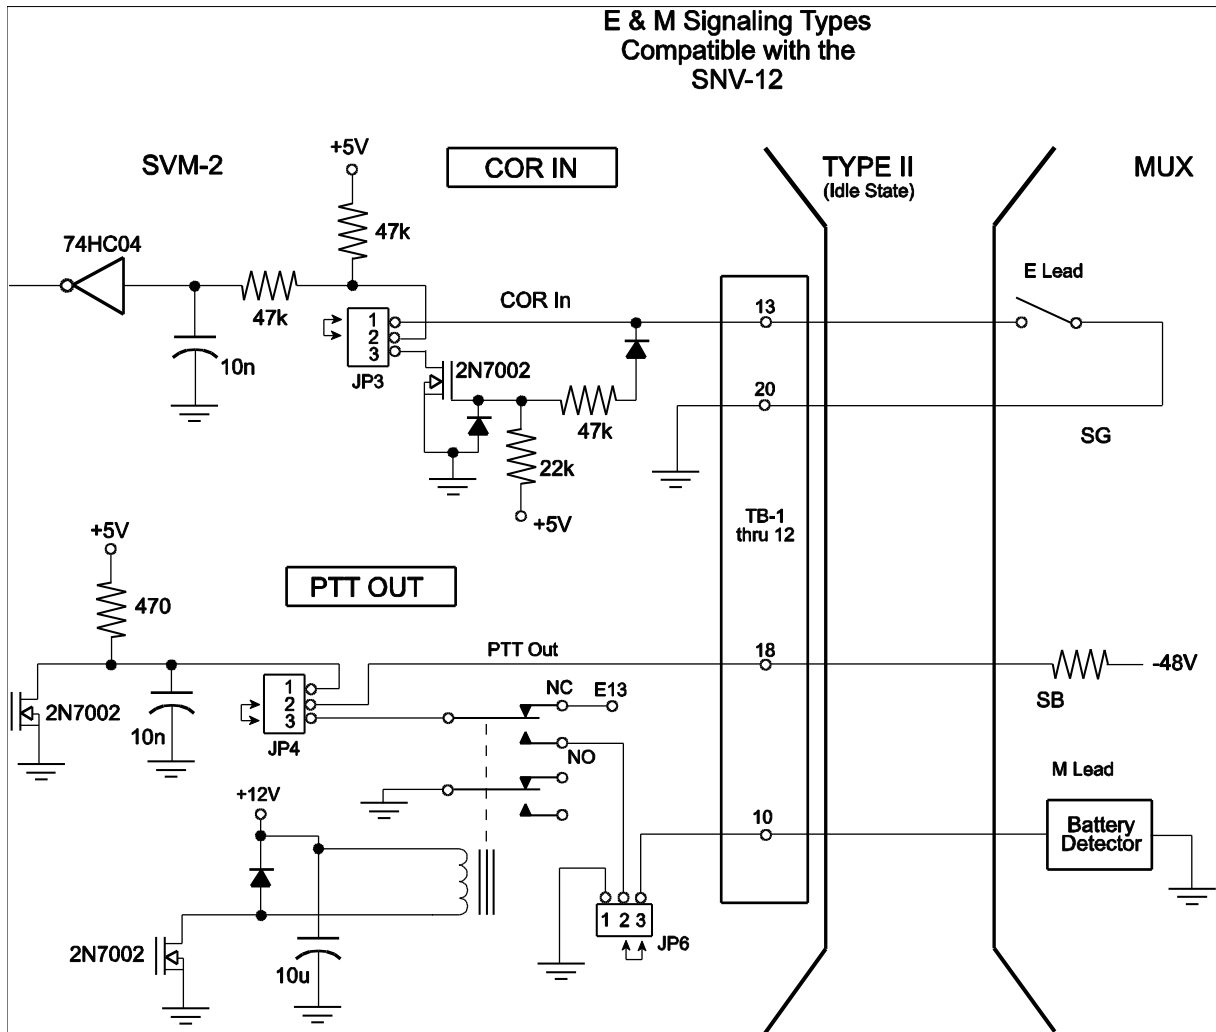 E & M Signaling Types
Compatible with the
SNV-12
SVM-2
+5V
COR IN
TYPE II
(Idle State)
MUX
74HC04
47k
47k
10n
1
2
3
JP3
COR In
2N7002
47k
22k
+5V
13
20
E Lead
SG
TB-1
thru 12
+5V
470
PTT OUT
2N7002
10n
1
2
3
JP4
PTT Out
18
-48V
SB
NC
E13
NO
+12V
10
M Lead
Battery
Detector
2N7002
10u
1 2 3
JP6